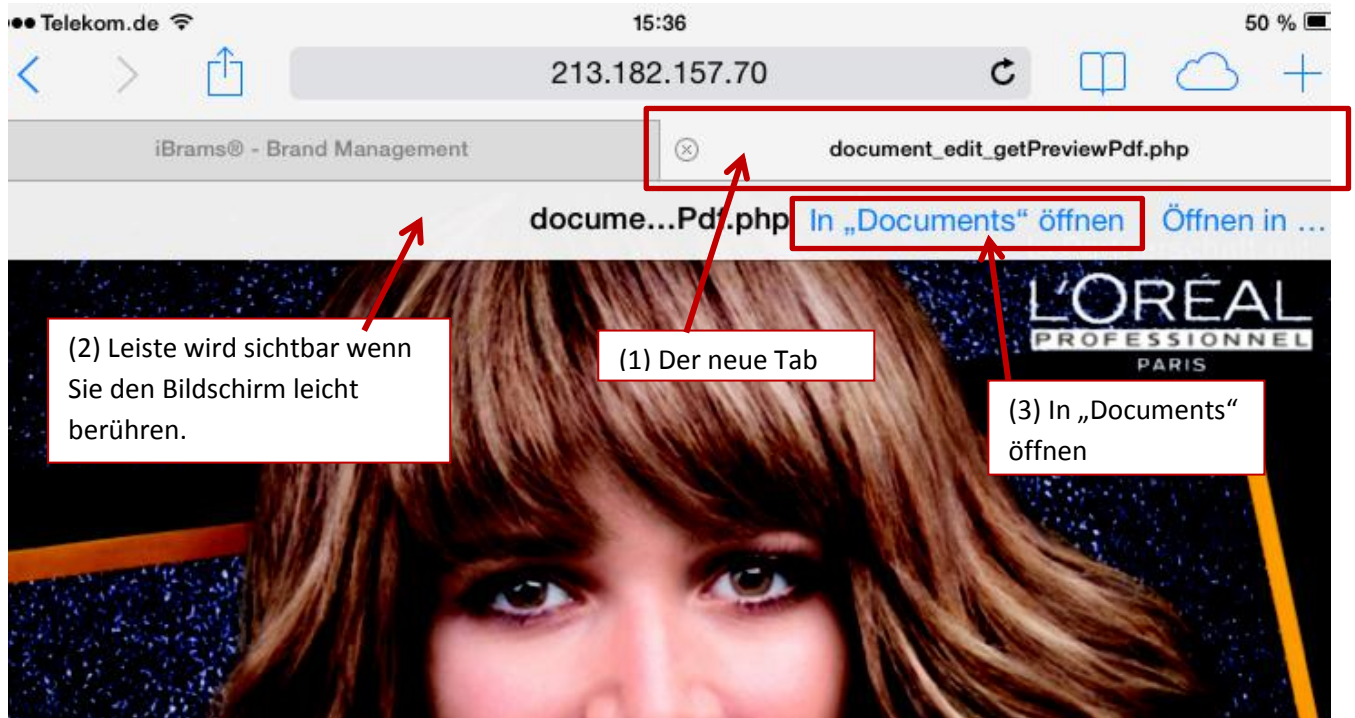 Telekom.de 15:36 50 %
213.182.157.70
iBrams® - Brand Management document_edit_getPreviewPdf.php
docume...Pdf.php In „Documents“ öffnen Öffnen in ...
L'ORÉAL
PROFESSIONNEL
PARIS
(2) Leiste wird sichtbar wenn
Sie den Bildschirm leicht
berühren.
(1) Der neue Tab
(3) In „Documents“
öffnen